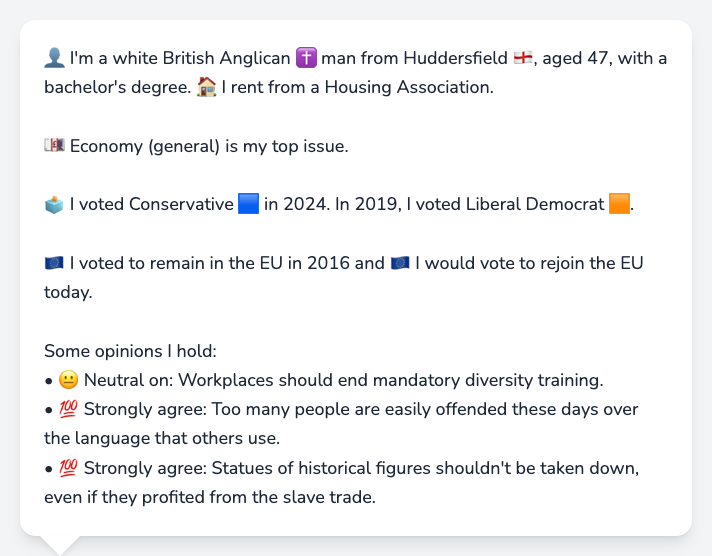 👤 I'm a white British Anglican ✝️ man from Huddersfield 🏴󠁧󠁢󠁥󠁮󠁧󠁿, aged 47, with a
bachelor's degree. 🏠 I rent from a Housing Association.
💷 Economy (general) is my top issue.
🗳️ I voted Conservative 🟦 in 2024. In 2019, I voted Liberal Democrat 🟧.
🇪🇺 I voted to remain in the EU in 2016 and 🇪🇺 I would vote to rejoin the EU
today.
Some opinions I hold:
• 😐 Neutral on: Workplaces should end mandatory diversity training.
• 💯 Strongly agree: Too many people are easily offended these days over
the language that others use.
• 💯 Strongly agree: Statues of historical figures shouldn't be taken down,
even if they profited from the slave trade.